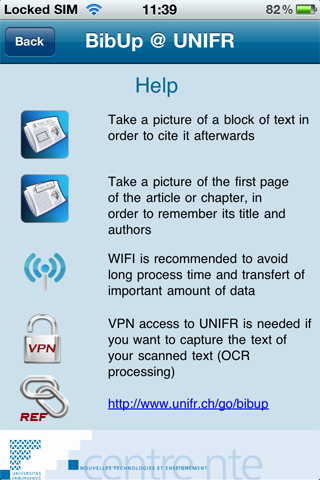 Locked SIM 11:39 82%
Back BibUp @ UNIFR
Help
Take a picture of a block of text in
order to cite it afterwards
Take a picture of the first page
of the article or chapter, in
order to remember its title and
authors
WIFI is recommended to avoid
long process time and transfert of
important amount of data
VPN
VPN access to UNIFR is needed if
you want to capture the text of
your scanned text (OCR
processing)
REF
http://www.unifr.ch/go/bibup
UNIVERSITAS
FRIBURGENSIS
NOUVELLES TECHNOLOGIES ET ENSEIGNEMENT
centre nte